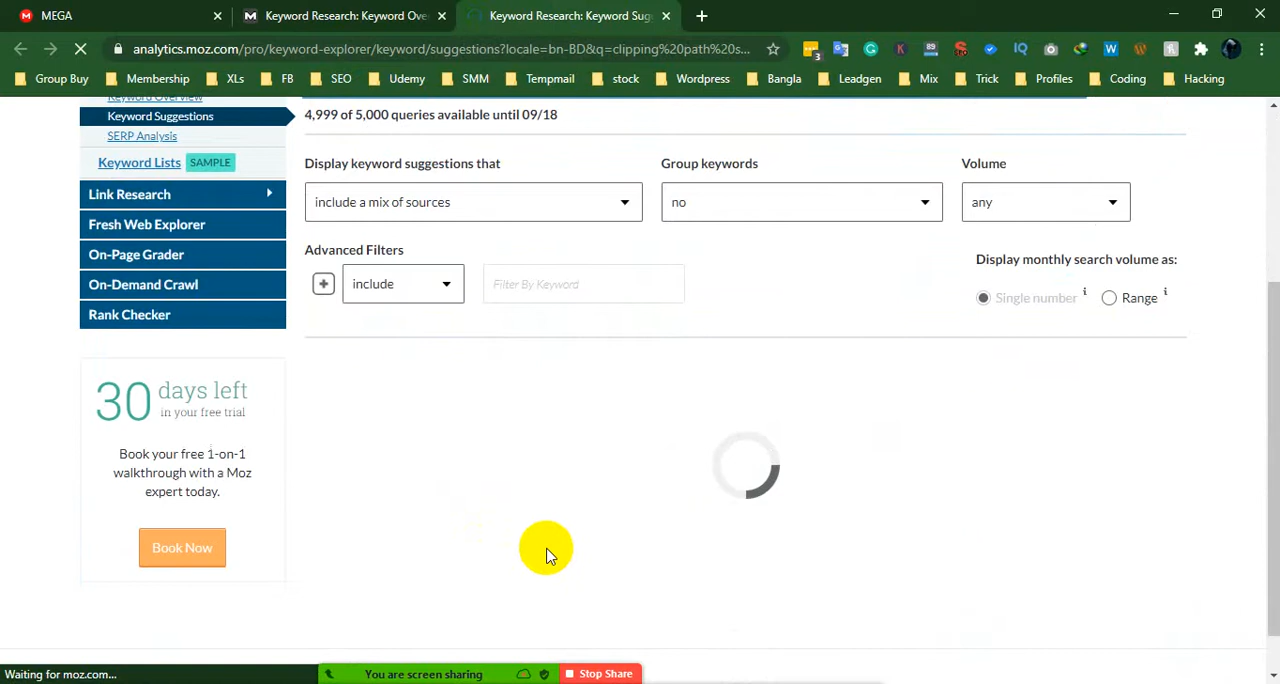 MEGA
Keyword Research: Keyword Ove
Keyword Research: Keyword Sug
analytics.moz.com/pro/keyword-explorer/keyword/suggestions?locale=bn-BD&q=clipping%20path%20s...
3
89
IQ
W
Group Buy
Membership
XLs
FB
SEO
Udemy
SMM
Tempmail
stock
Wordpress
Bangla
Leadgen
Mix
Trick
Profiles
Coding
Hacking
Keyword Overview
Keyword Suggestions
SERP Analysis
Keyword Lists SAMPLE
Link Research
Fresh Web Explorer
On-Page Grader
On-Demand Crawl
Rank Checker
30 days left
in your free trial
Book your free 1-on-1
walkthrough with a Moz
expert today.
Book Now
4,999 of 5,000 queries available until 09/18
Display keyword suggestions that
Group keywords
Volume
include a mix of sources
no
any
Advanced Filters
include
Filter By Keyword
Display monthly search volume as:
Single number i
Range i
Waiting for moz.com...
You are screen sharing
Stop Share